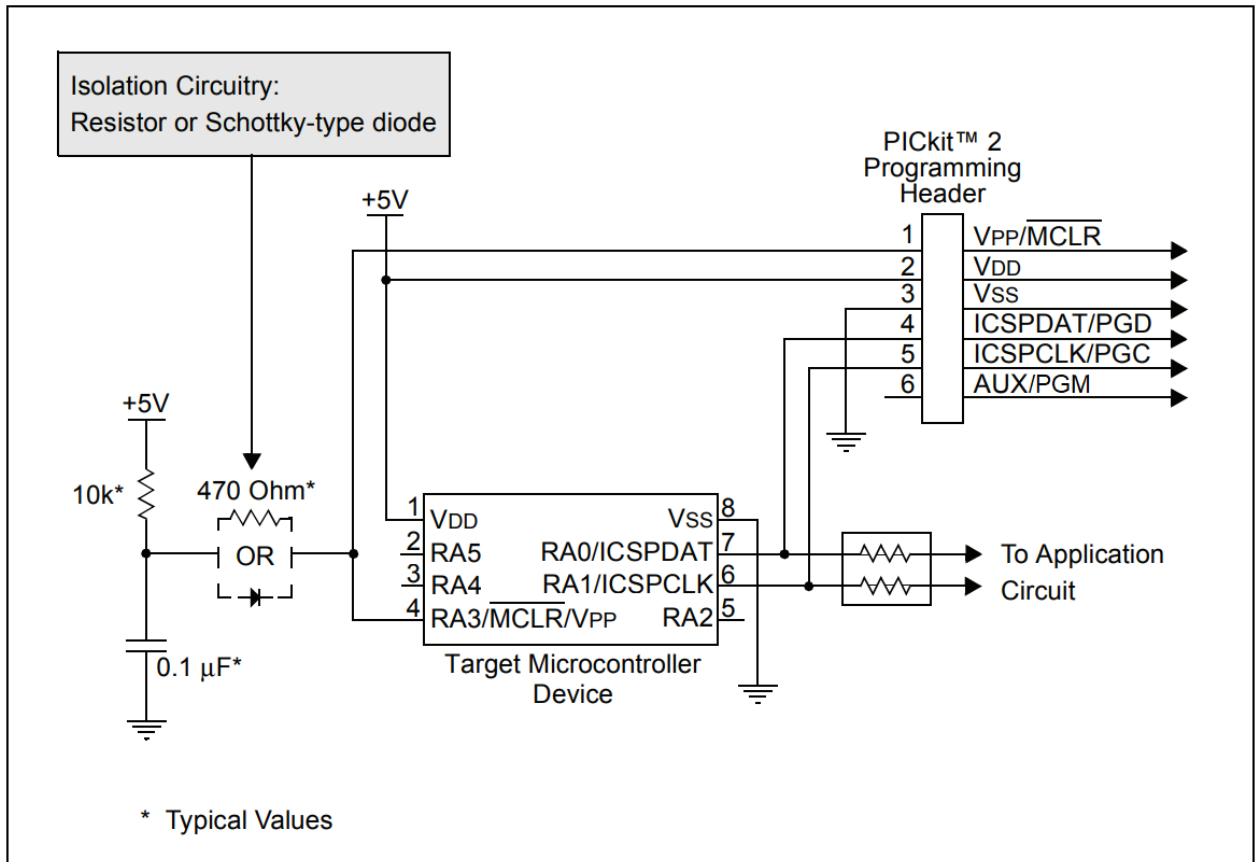 Isolation Circuitry:
Resistor or Schottky-type diode
PICkit™ 2
Programming
Header
+5V
1 VPP/MCLR
2 VDD
3 VSS
4 ICSPDAT/PGD
5 ICSPCLK/PGC
6 AUX/PGM
+5V
10k*
470 Ohm*
OR
0.1 μF*
1 VDD VSS 8
2 RA5 RA0/ICSPDAT 7
3 RA4 RA1/ICSPCLK 6
4 RA3/MCLR/VPP RA2 5
To Application
Circuit
Target Microcontroller
Device
* Typical Values